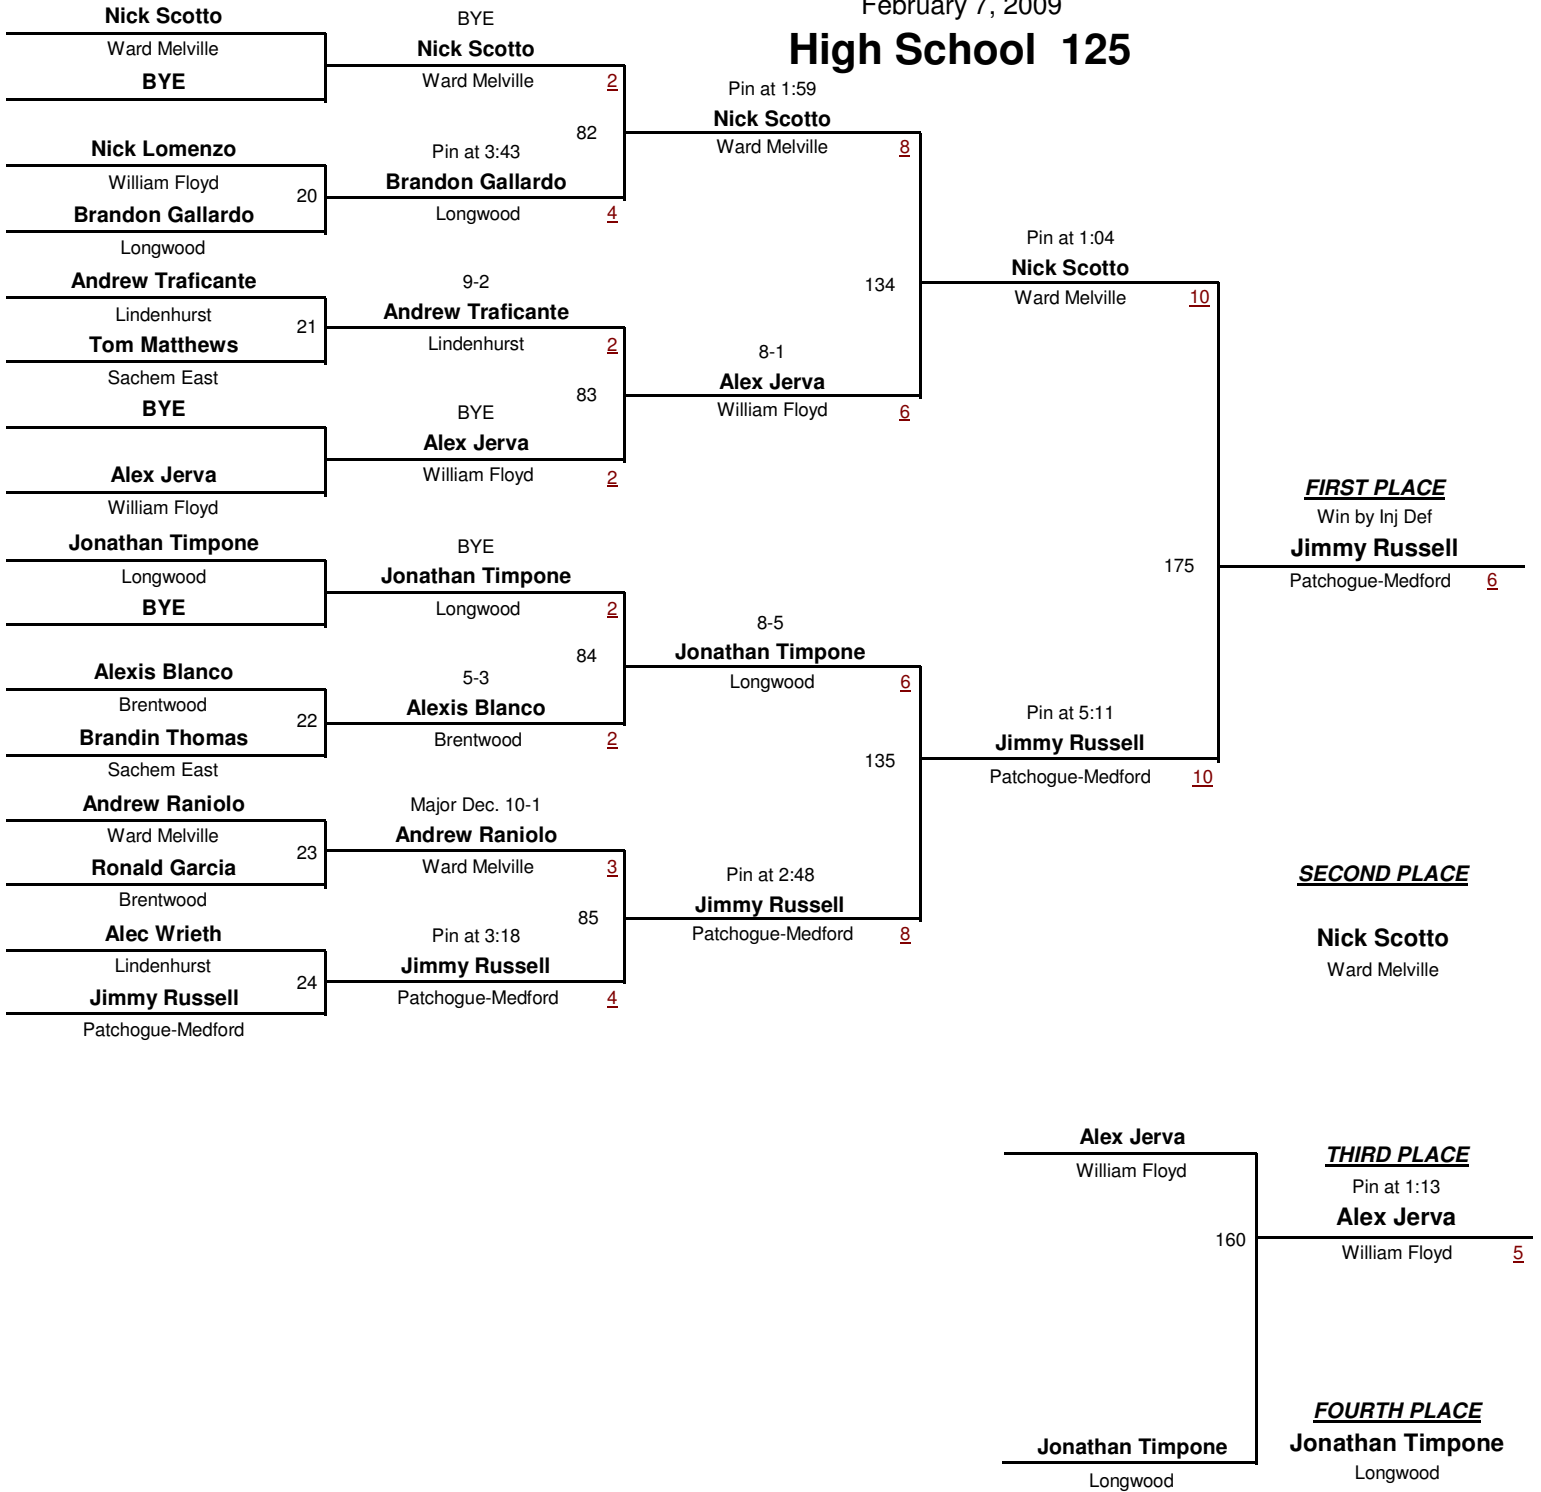 February 7, 2009
High School 125
Nick Scotto
Ward Melville
BYE
Nick Lomenzo
William Floyd
20
Brandon Gallardo
Longwood
Andrew Traficante
Lindenhurst
21
Tom Matthews
Sachem East
BYE
Alex Jerva
William Floyd
Jonathan Timpone
Longwood
BYE
Alexis Blanco
Brentwood
22
Brandin Thomas
Sachem East
Andrew Raniolo
Ward Melville
23
Ronald Garcia
Brentwood
Alec Wrieth
Lindenhurst
24
Jimmy Russell
Patchogue-Medford
BYE
Nick Scotto
Ward Melville 2
82
Pin at 3:43
Brandon Gallardo
Longwood 4
9-2
Andrew Traficante
Lindenhurst 2
83
BYE
Alex Jerva
William Floyd 2
BYE
Jonathan Timpone
Longwood 2
84
5-3
Alexis Blanco
Brentwood 2
Major Dec. 10-1
Andrew Raniolo
Ward Melville 3
85
Pin at 3:18
Jimmy Russell
Patchogue-Medford 4
Pin at 1:59
Nick Scotto
Ward Melville 8
134
8-1
Alex Jerva
William Floyd 6
8-5
Jonathan Timpone
Longwood 6
135
Pin at 2:48
Jimmy Russell
Patchogue-Medford 8
Pin at 1:04
Nick Scotto
Ward Melville 10
175
Pin at 5:11
Jimmy Russell
Patchogue-Medford 10
FIRST PLACE
Win by Inj Def
Jimmy Russell
Patchogue-Medford 6
SECOND PLACE
Nick Scotto
Ward Melville
Alex Jerva
William Floyd
160
Jonathan Timpone
Longwood
THIRD PLACE
Pin at 1:13
Alex Jerva
William Floyd 5
FOURTH PLACE
Jonathan Timpone
Longwood